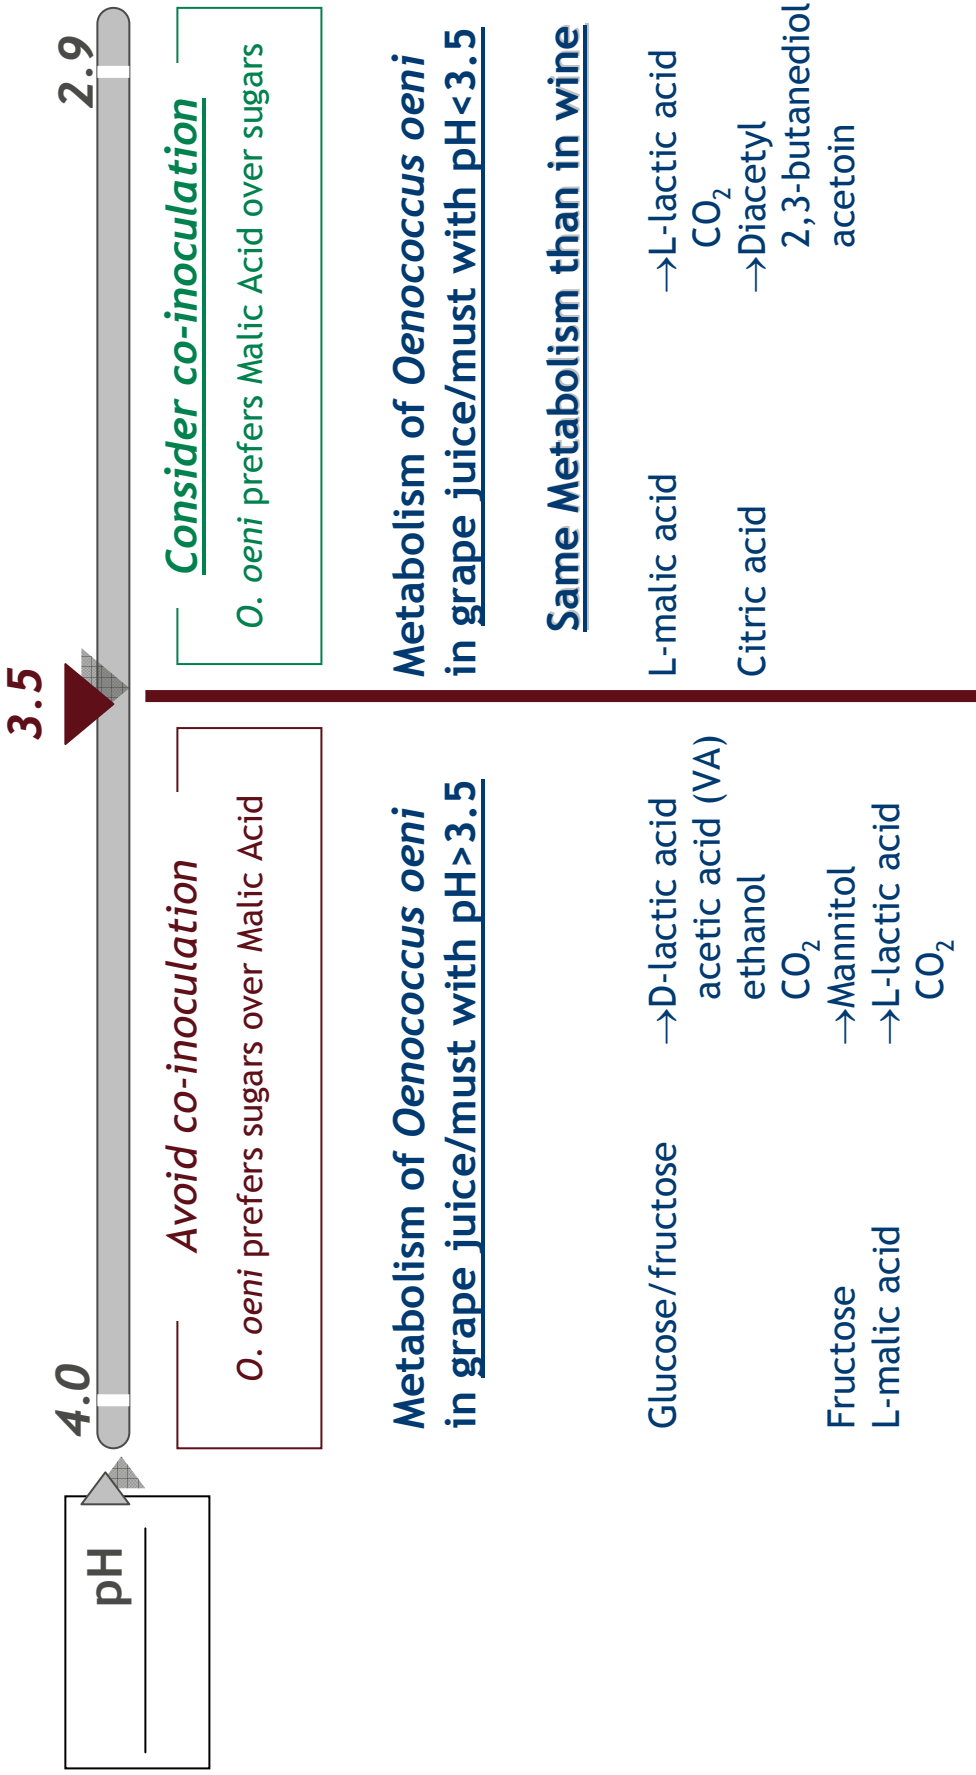 pH
4.0
3.5
2.9
Avoid co-inoculation
O. oeni prefers sugars over Malic Acid
Metabolism of Oenococcus oeni
in grape juice/must with pH>3.5
Glucose/fructose →D-lactic acid
acetic acid (VA)
ethanol
CO₂
Fructose →Mannitol
L-malic acid →L-lactic acid
CO₂
Consider co-inoculation
O. oeni prefers Malic Acid over sugars
Metabolism of Oenococcus oeni
in grape juice/must with pH<3.5
Same Metabolism than in wine
L-malic acid →L-lactic acid
CO₂
Citric acid →Diacetyl
2,3-butanediol
acetoin